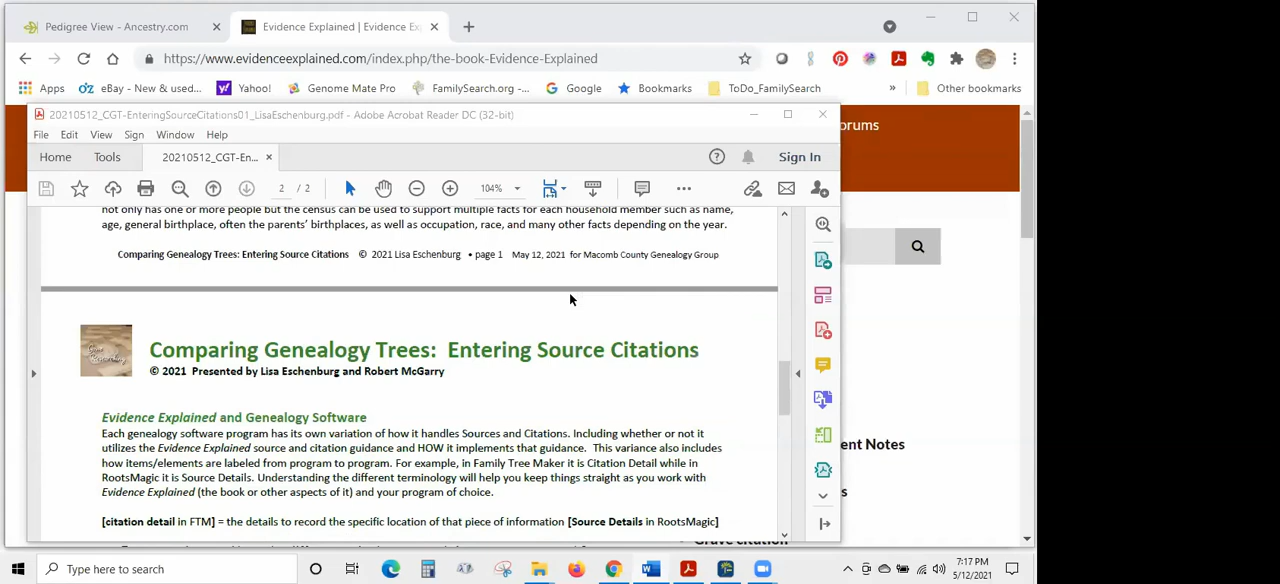 Pedigree View - Ancestry.com
Evidence Explained | Evidence Ex
https://www.evidenceexplained.com/index.php/the-book-Evidence-Explained
Apps
eBay - New & used...
Yahoo!
Genome Mate Pro
FamilySearch.org -...
Google
Bookmarks
ToDo_FamilySearch
»
Other bookmarks
20210512_CGT-EnteringSourceCitations01_LisaEschenburg.pdf - Adobe Acrobat Reader DC (32-bit)
orums
File Edit View Sign Window Help
Home Tools 20210512_CGT-En... Sign In
2 / 2 104%
not only has one or more people but the census can be used to support multiple facts for each household member such as name,
age, general birthplace, often the parents' birthplaces, as well as occupation, race, and many other facts depending on the year.
Comparing Genealogy Trees: Entering Source Citations © 2021 Lisa Eschenburg • page 1 May 12, 2021 for Macomb County Genealogy Group
Comparing Genealogy Trees: Entering Source Citations
© 2021 Presented by Lisa Eschenburg and Robert McGarry
Evidence Explained and Genealogy Software
Each genealogy software program has its own variation of how it handles Sources and Citations. Including whether or not it
utilizes the Evidence Explained source and citation guidance and HOW it implements that guidance. This variance also includes
how items/elements are labeled from program to program. For example, in Family Tree Maker it is Citation Detail while in
RootsMagic it is Source Details. Understanding the different terminology will help you keep things straight as you work with
Evidence Explained (the book or other aspects of it) and your program of choice.
[citation detail in FTM] = the details to record the specific location of that piece of information [Source Details in RootsMagic]
ent Notes
s
Grave citation
Type here to search
7:17 PM
5/12/2021